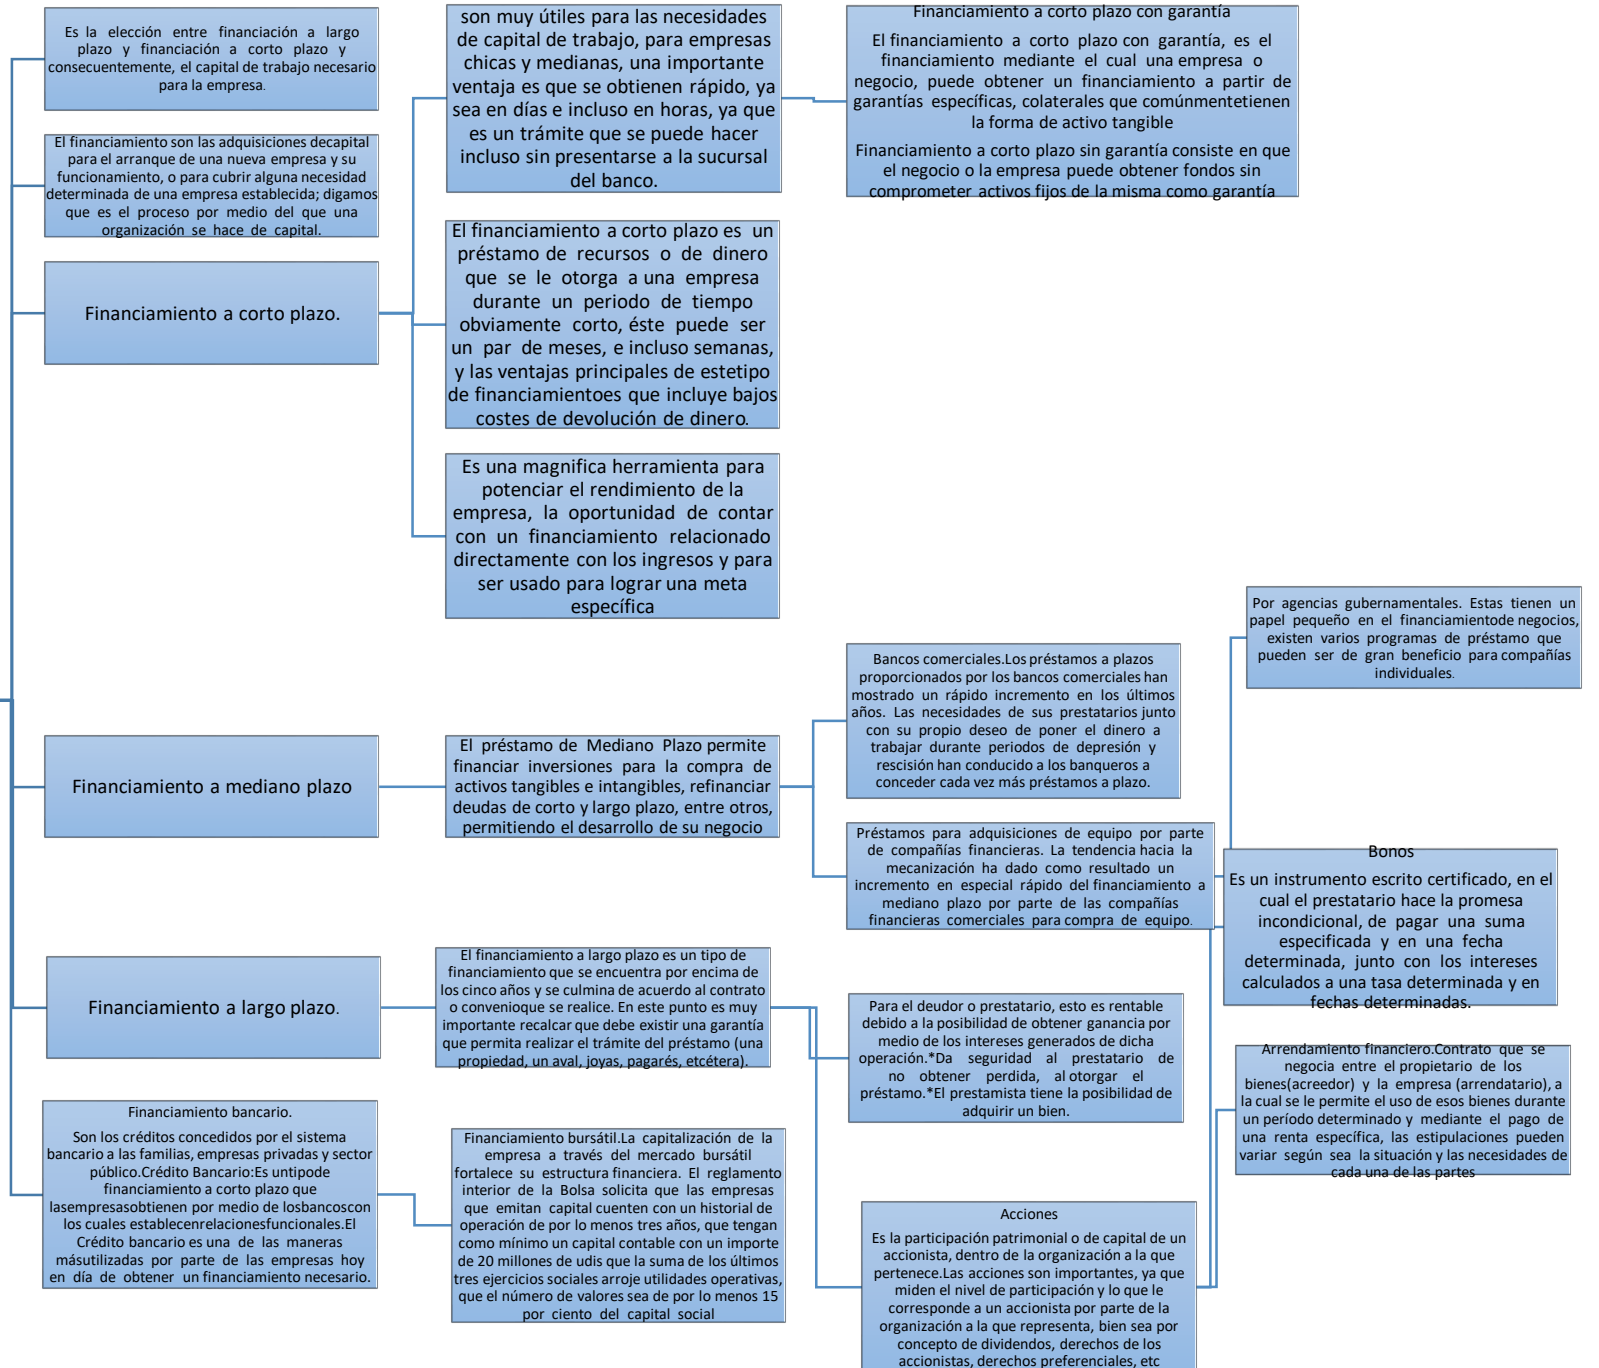 Es la elección entre financiación a largo
plazo y financiación a corto plazo y
consecuentemente, el capital de trabajo necesario
para la empresa.
El financiamiento son las adquisiciones decapital
para el arranque de una nueva empresa y su
funcionamiento, o para cubrir alguna necesidad
determinada de una empresa establecida; digamos
que es el proceso por medio del que una
organización se hace de capital.
Financiamiento a corto plazo.
son muy útiles para las necesidades
de capital de trabajo, para empresas
chicas y medianas, una importante
ventaja es que se obtienen rápido, ya
sea en días e incluso en horas, ya que
es un trámite que se puede hacer
incluso sin presentarse a la sucursal
del banco.
Financiamiento a corto plazo con garantía
El financiamiento a corto plazo con garantía, es el
financiamiento mediante el cual una empresa o
negocio, puede obtener un financiamiento a partir de
garantías específicas, colaterales que comúnmentetienen
la forma de activo tangible
Financiamiento a corto plazo sin garantía consiste en que
el negocio o la empresa puede obtener fondos sin
comprometer activos fijos de la misma como garantía
El financiamiento a corto plazo es un
préstamo de recursos o de dinero
que se le otorga a una empresa
durante un periodo de tiempo
obviamente corto, éste puede ser
un par de meses, e incluso semanas,
y las ventajas principales de estetipo
de financiamientoes que incluye bajos
costes de devolución de dinero.
Es una magnifica herramienta para
potenciar el rendimiento de la
empresa, la oportunidad de contar
con un financiamiento relacionado
directamente con los ingresos y para
ser usado para lograr una meta
específica
Financiamiento a mediano plazo
El préstamo de Mediano Plazo permite
financiar inversiones para la compra de
activos tangibles e intangibles, refinanciar
deudas de corto y largo plazo, entre otros,
permitiendo el desarrollo de su negocio
Bancos comerciales.Los préstamos a plazos
proporcionados por los bancos comerciales han
mostrado un rápido incremento en los últimos
años. Las necesidades de sus prestatarios junto
con su propio deseo de poner el dinero a
trabajar durante periodos de depresión y
rescisión han conducido a los banqueros a
conceder cada vez más préstamos a plazo.
Préstamos para adquisiciones de equipo por parte
de compañías financieras. La tendencia hacia la
mecanización ha dado como resultado un
incremento en especial rápido del financiamiento a
mediano plazo por parte de las compañías
financieras comerciales para compra de equipo.
Por agencias gubernamentales. Estas tienen un
papel pequeño en el financiamientode negocios,
existen varios programas de préstamo que
pueden ser de gran beneficio para compañías
individuales.
Financiamiento a largo plazo.
El financiamiento a largo plazo es un tipo de
financiamiento que se encuentra por encima de
los cinco años y se culmina de acuerdo al contrato
o convenioque se realice. En este punto es muy
importante recalcar que debe existir una garantía
que permita realizar el trámite del préstamo (una
propiedad, un aval, joyas, pagarés, etcétera).
Para el deudor o prestatario, esto es rentable
debido a la posibilidad de obtener ganancia por
medio de los intereses generados de dicha
operación.*Da seguridad al prestatario de
no obtener perdida, al otorgar el
préstamo.*El prestamista tiene la posibilidad de
adquirir un bien.
Bonos
Es un instrumento escrito certificado, en el
cual el prestatario hace la promesa
incondicional, de pagar una suma
especificada y en una fecha
determinada, junto con los intereses
calculados a una tasa determinada y en
fechas determinadas.
Arrendamiento financiero.Contrato que se
negocia entre el propietario de los
bienes(acreedor) y la empresa (arrendatario), a
la cual se le permite el uso de esos bienes durante
un período determinado y mediante el pago de
una renta específica, las estipulaciones pueden
variar según sea la situación y las necesidades de
cada una de las partes
Acciones
Es la participación patrimonial o de capital de un
accionista, dentro de la organización a la que
pertenece.Las acciones son importantes, ya que
miden el nivel de participación y lo que le
corresponde a un accionista por parte de la
organización a la que representa, bien sea por
concepto de dividendos, derechos de los
accionistas, derechos preferenciales, etc
Financiamiento bancario.
Son los créditos concedidos por el sistema
bancario a las familias, empresas privadas y sector
público.Crédito Bancario:Es untipode
financiamiento a corto plazo que
lasempresasobtienen por medio de losbancoscon
los cuales establecenrelacionesfuncionales.El
Crédito bancario es una de las maneras
másutilizadas por parte de las empresas hoy
en día de obtener un financiamiento necesario.
Financiamiento bursátil.La capitalización de la
empresa a través del mercado bursátil
fortalece su estructura financiera. El reglamento
interior de la Bolsa solicita que las empresas
que emitan capital cuenten con un historial de
operación de por lo menos tres años, que tengan
como mínimo un capital contable con un importe
de 20 millones de udis que la suma de los últimos
tres ejercicios sociales arroje utilidades operativas,
que el número de valores sea de por lo menos 15
por ciento del capital social